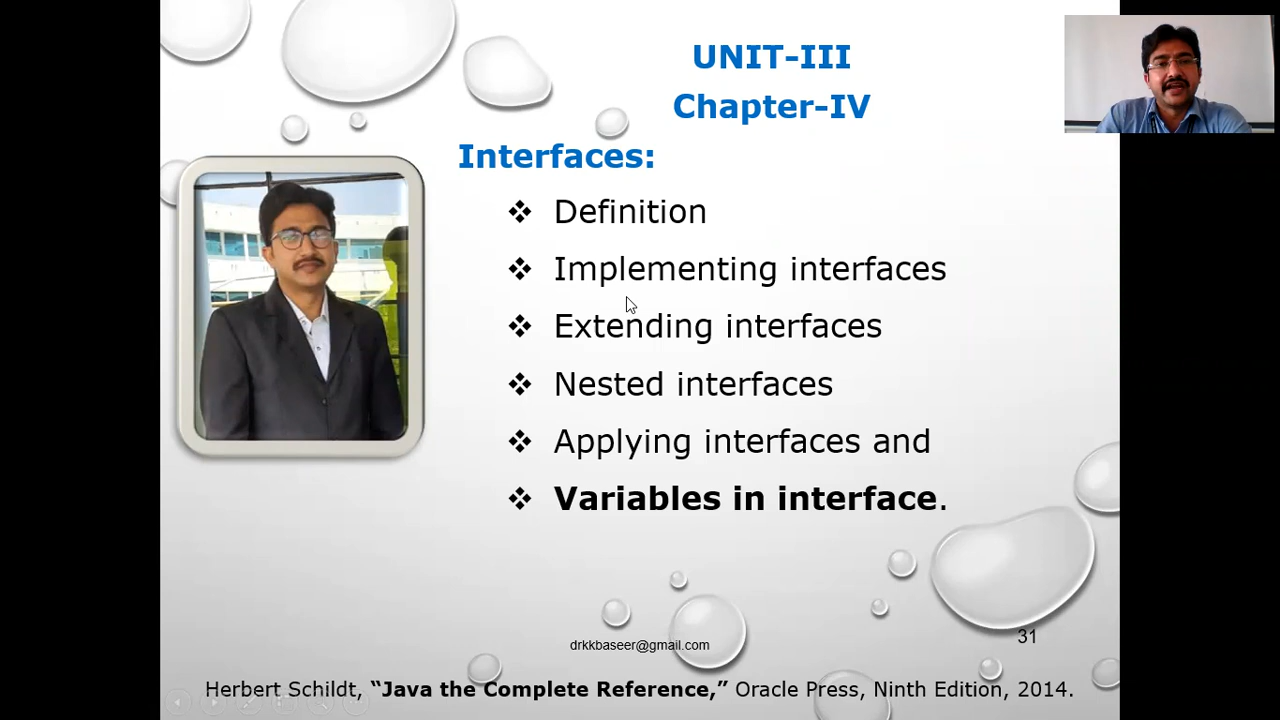 UNIT-III
Chapter-IV
Interfaces:
❖ Definition
❖ Implementing interfaces
❖ Extending interfaces
❖ Nested interfaces
❖ Applying interfaces and
❖ Variables in interface.
31
drkkbaseer@gmail.com
Herbert Schildt, “Java the Complete Reference,” Oracle Press, Ninth Edition, 2014.